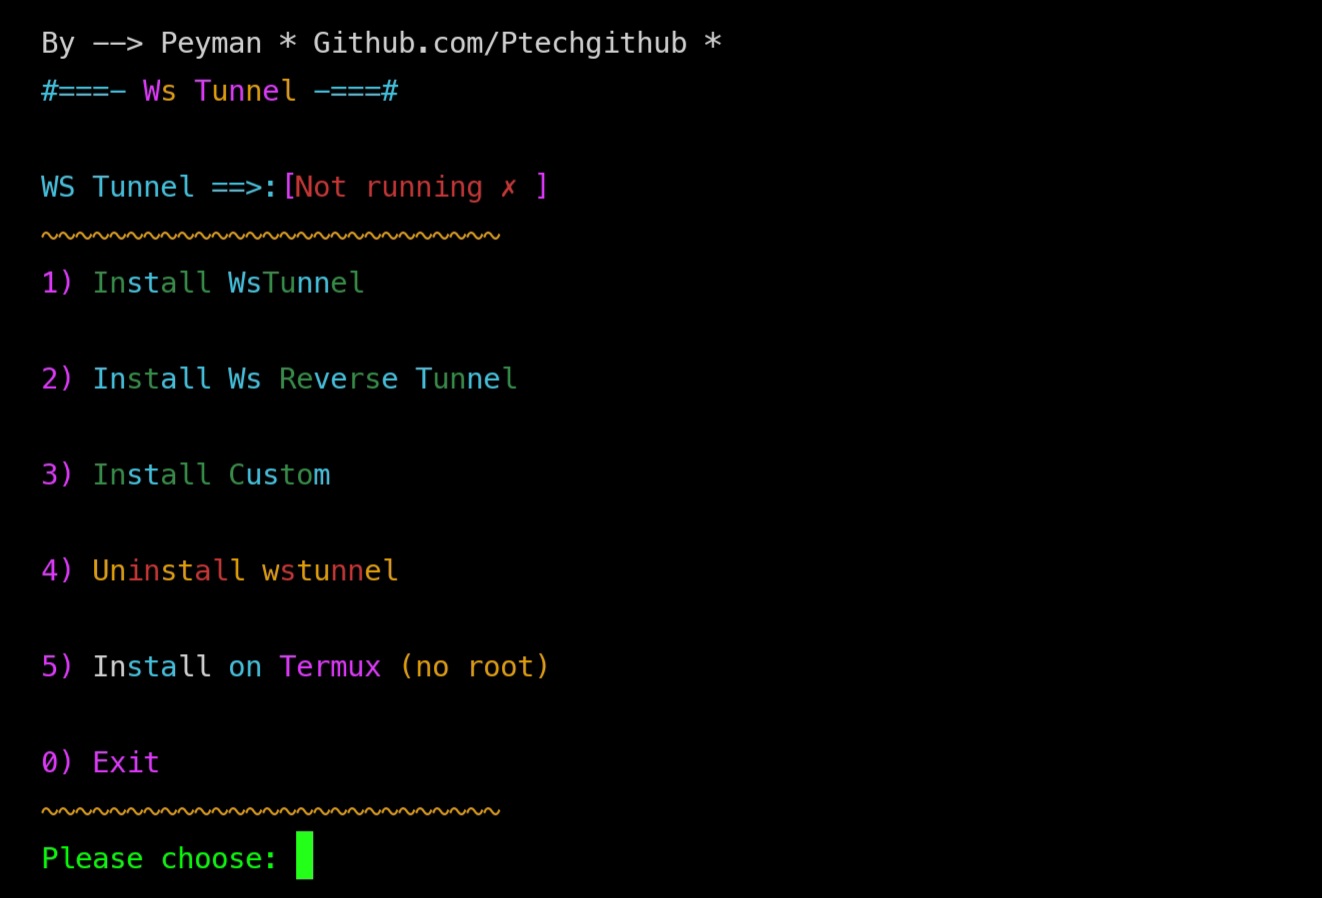 By --> Peyman * Github.com/Ptechgithub *
#===- Ws Tunnel -===#
WS Tunnel ==>:[Not running ✗ ]
~~~~~~~~~~~~~~~~~~~~~~~~~~~
1) Install WsTunnel
2) Install Ws Reverse Tunnel
3) Install Custom
4) Uninstall wstunnel
5) Install on Termux (no root)
0) Exit
~~~~~~~~~~~~~~~~~~~~~~~~~~~
Please choose: